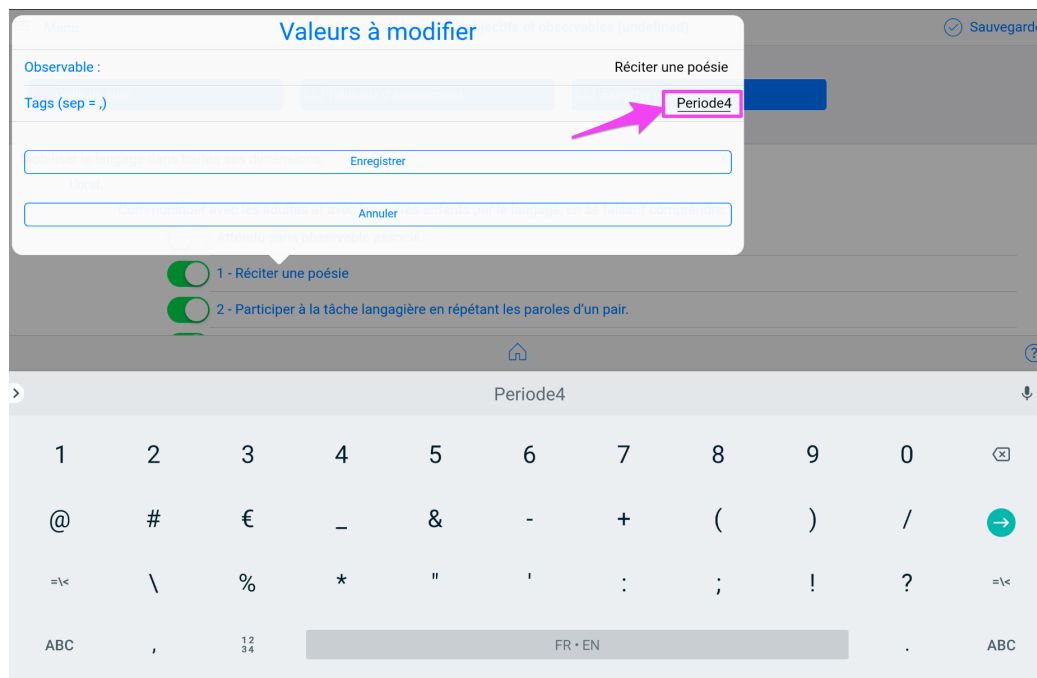 Valeurs à modifier
Menu
Sauvegard
Observable :
Réciter une poésie
Tags (sep = ,)
Periode4
Enregistrer
Annuler
1 - Réciter une poésie
2 - Participer à la tâche langagière en répétant les paroles d'un pair.
?
Periode4
1 2 3 4 5 6 7 8 9 0
@ # € _ & - + ( ) /
=\< \ % * " ' : ; ! ? =\<
ABC , 12 34 FR • EN . ABC